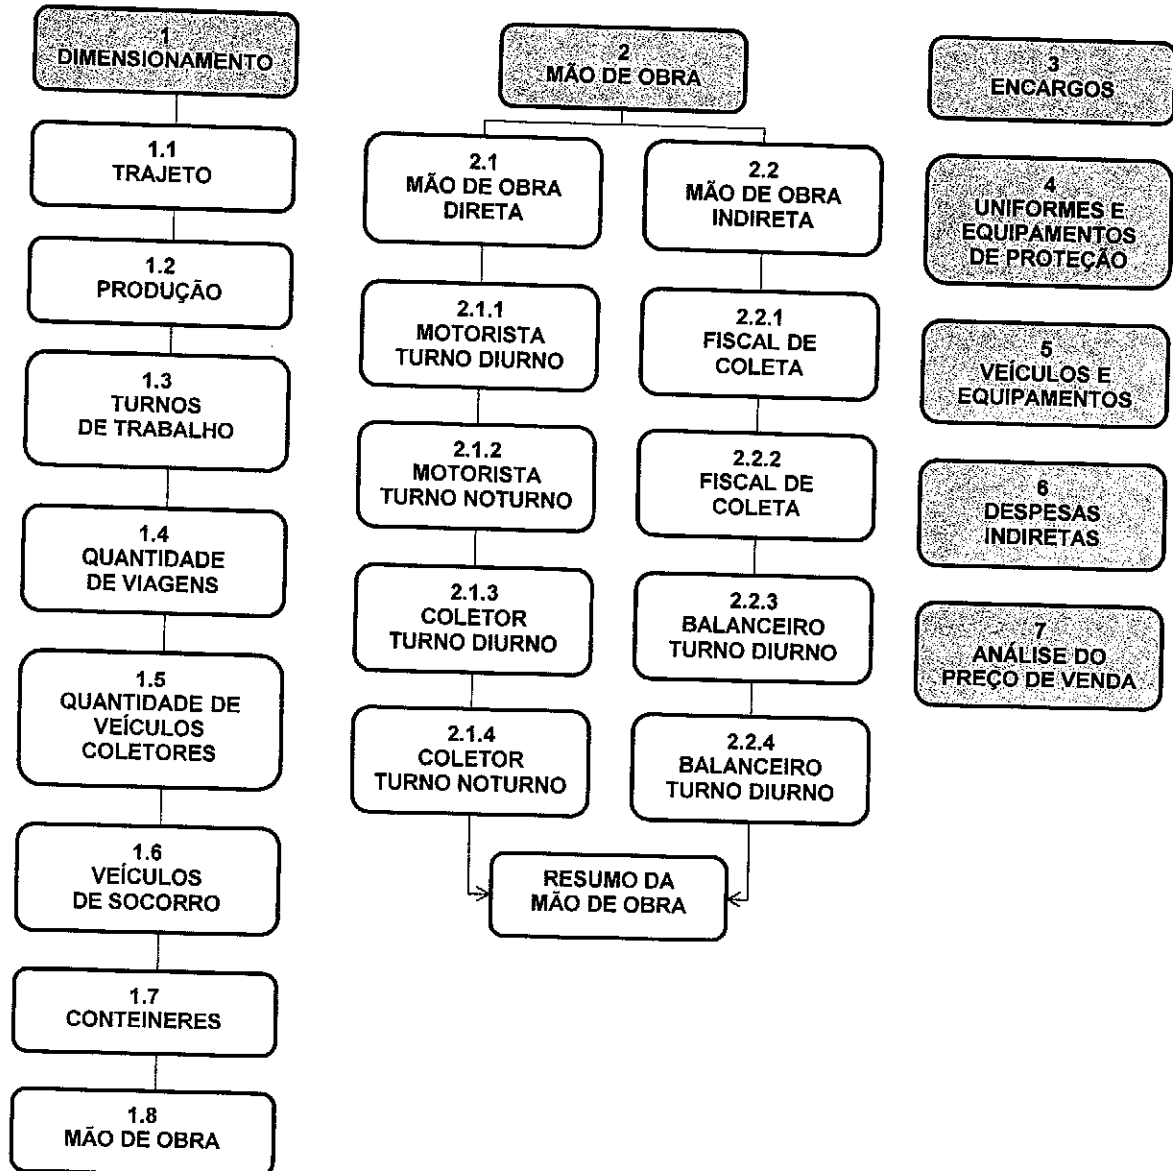 1
DIMENSIONAMENTO
1.1
TRAJETO
1.2
PRODUÇÃO
1.3
TURNOS
DE TRABALHO
1.4
QUANTIDADE
DE VIAGENS
1.5
QUANTIDADE DE
VEÍCULOS
COLETORES
1.6
VEÍCULOS
DE SOCORRO
1.7
CONTEINERES
1.8
MÃO DE OBRA
2
MÃO DE OBRA
2.1
MÃO DE OBRA
DIRETA
2.1.1
MOTORISTA
TURNO DIURNO
2.1.2
MOTORISTA
TURNO NOTURNO
2.1.3
COLETOR
TURNO DIURNO
2.1.4
COLETOR
TURNO NOTURNO
2.2
MÃO DE OBRA
INDIRETA
2.2.1
FISCAL DE
COLETA
2.2.2
FISCAL DE
COLETA
2.2.3
BALANCEIRO
TURNO DIURNO
2.2.4
BALANCEIRO
TURNO DIURNO
RESUMO DA
MÃO DE OBRA
3
ENCARGOS
4
UNIFORMES E
EQUIPAMENTOS
DE PROTEÇÃO
5
VEÍCULOS E
EQUIPAMENTOS
6
DESPESAS
INDIRETAS
7
ANÁLISE DO
PREÇO DE VENDA